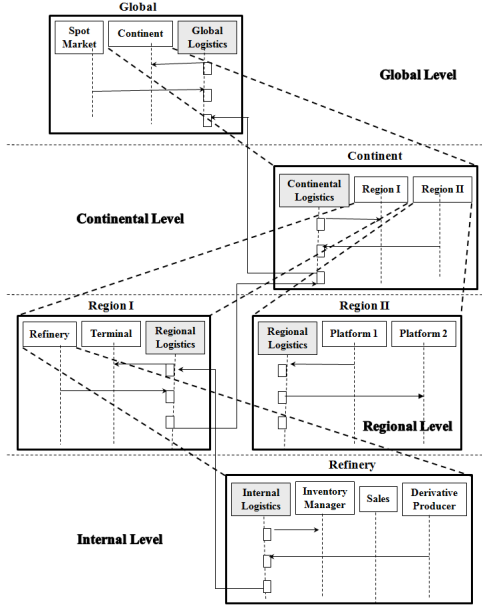 Global
Spot
Market
Continent
Global
Logistics
Global Level
Continent
Continental
Logistics
Region I
Region II
Continental Level
Region I
Refinery
Terminal
Regional
Logistics
Region II
Regional
Logistics
Platform 1
Platform 2
Regional Level
Refinery
Internal
Logistics
Inventory
Manager
Sales
Derivative
Producer
Internal Level